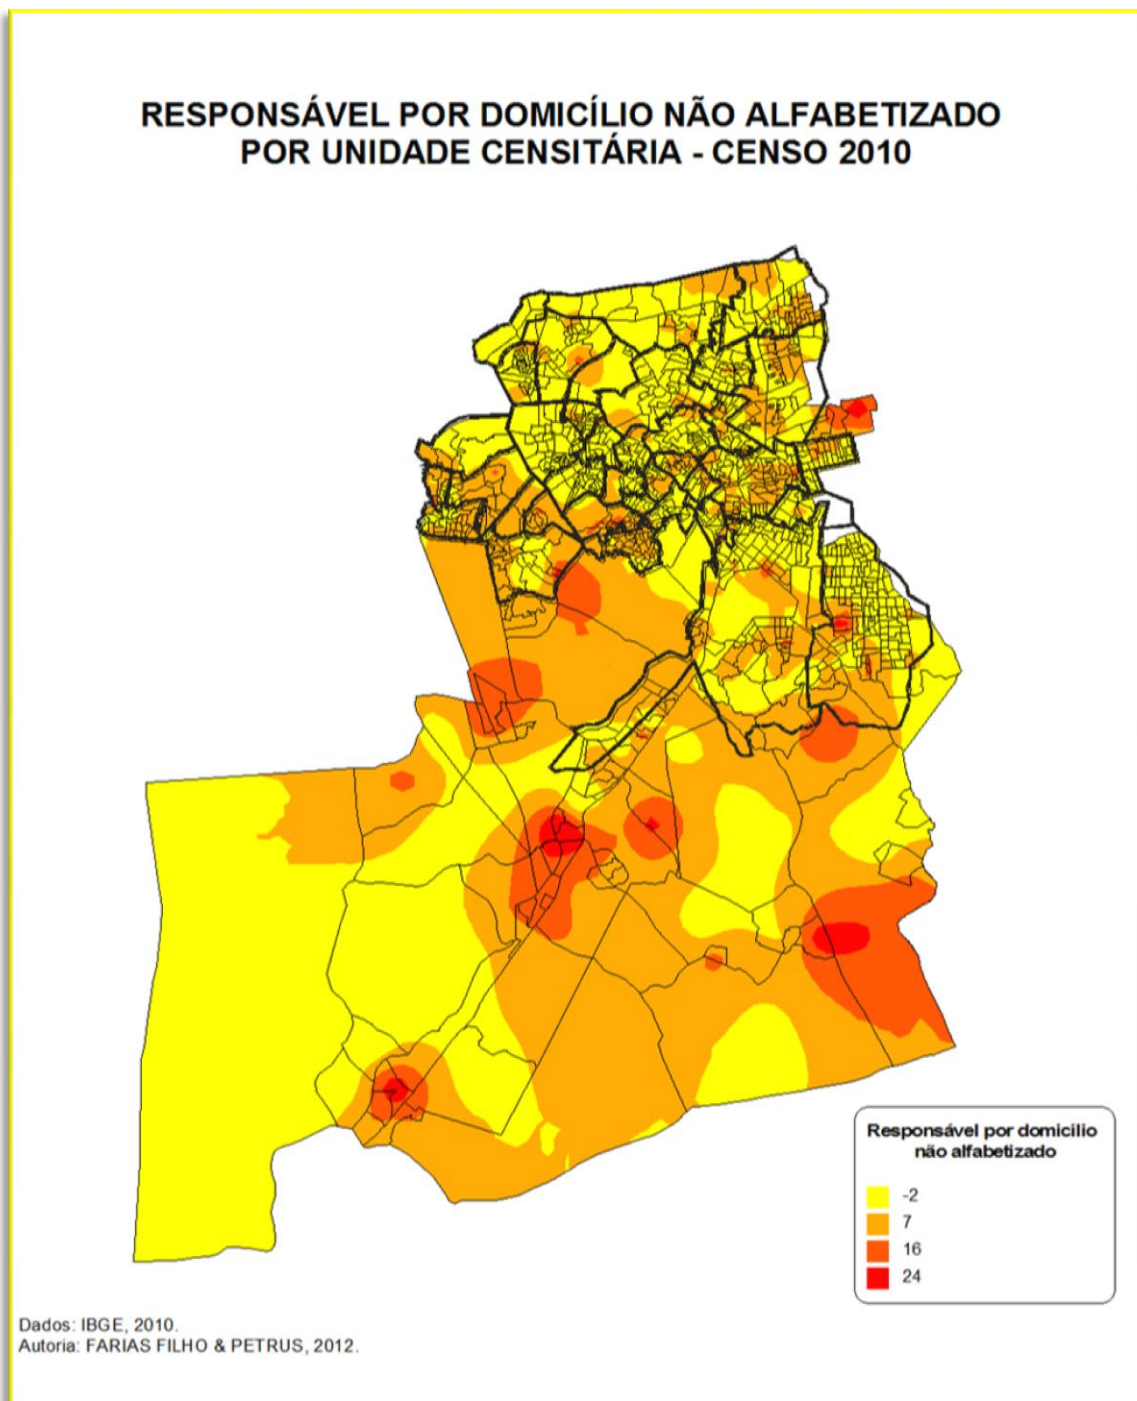 RESPONSÁVEL POR DOMICÍLIO NÃO ALFABETIZADO
POR UNIDADE CENSITÁRIA - CENSO 2010
Responsável por domicilio
não alfabetizado
-2
7
16
24
Dados: IBGE, 2010.
Autoria: FARIAS FILHO & PETRUS, 2012.